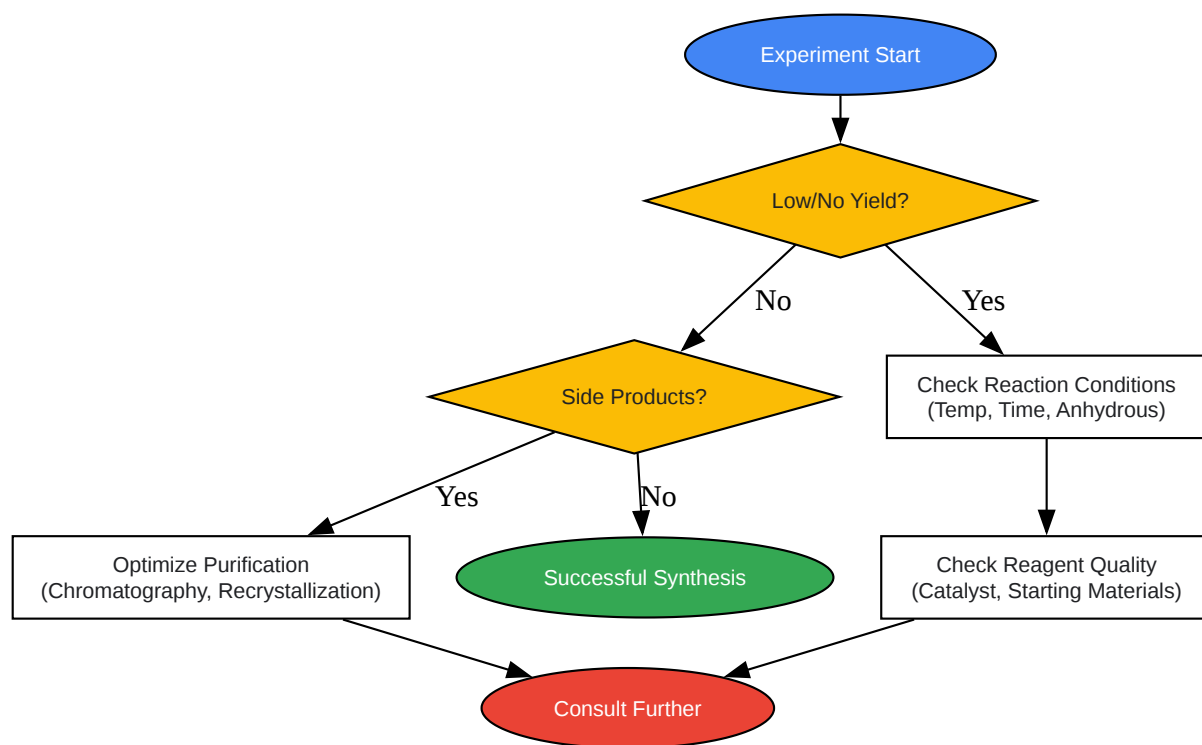 Experiment Start
Low/No Yield?
No
Yes
Side Products?
Check Reaction Conditions
(Temp, Time, Anhydrous)
Yes
No
Optimize Purification
(Chromatography, Recrystallization)
Successful Synthesis
Check Reagent Quality
(Catalyst, Starting Materials)
Consult Further